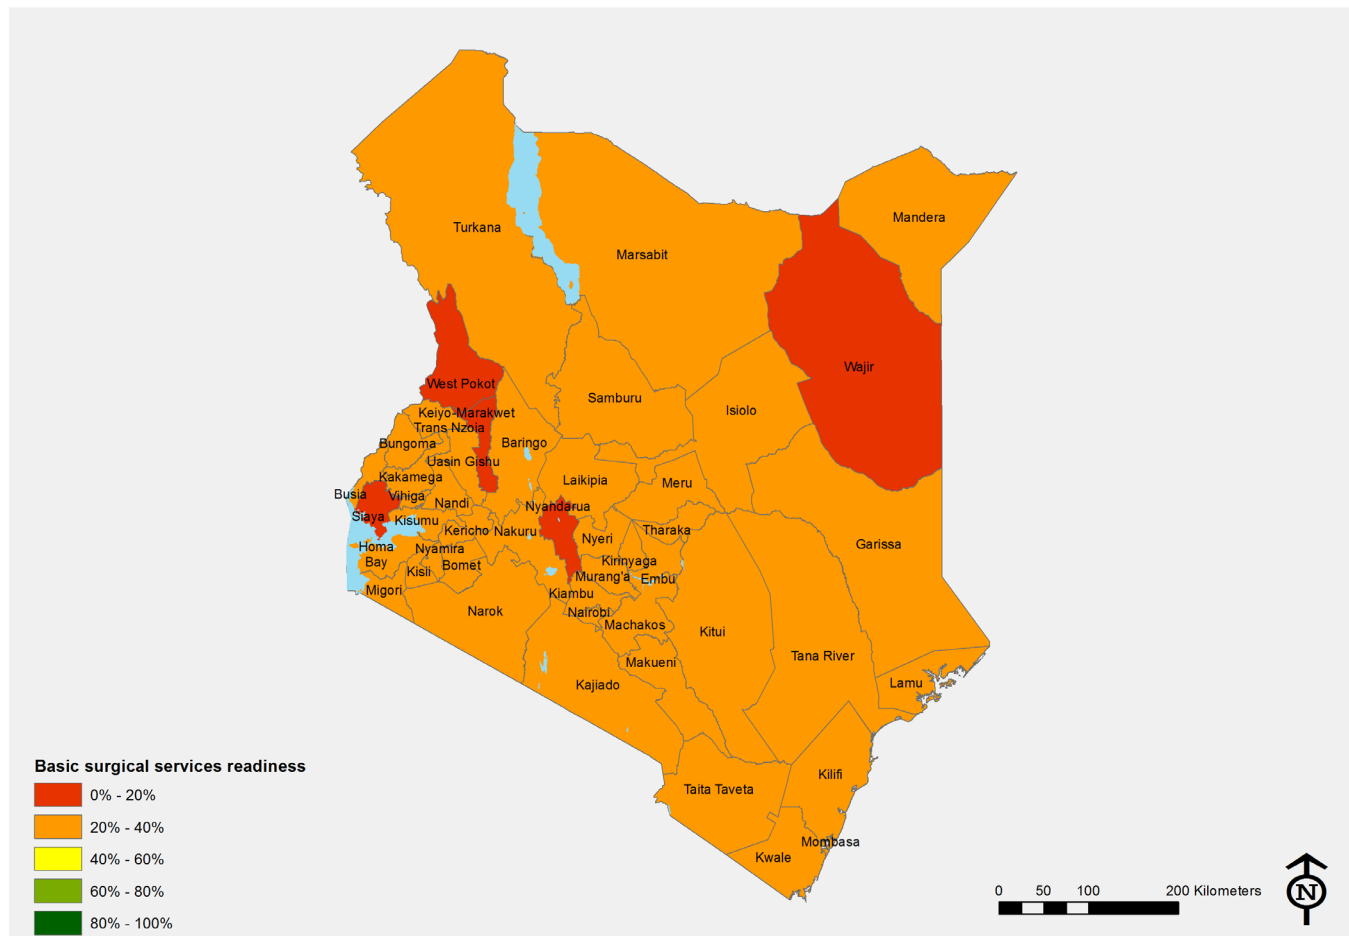 Turkana
Marsabit
Mandera
Wajir
West Pokot
Samburu
Isiolo
Keiyo-Marakwet
Trans Nzoia
Bungoma
Baringo
Uasin Gishu
Kakamega
Laikipia
Meru
Busia
Vihiga
Nandi
Nyandarua
Siaya
Kisumu
Kericho
Nakuru
Nyeri
Tharaka
Garissa
Homa
Bay
Nyamira
Kirinyaga
Kisii
Bomet
Murang'a
Embu
Migori
Kiambu
Narok
Nairobi
Machakos
Kitui
Makueni
Tana River
Kajiado
Lamu
Taita Taveta
Kilifi
Mombasa
Kwale
Basic surgical services readiness
0% - 20%
20% - 40%
40% - 60%
60% - 80%
80% - 100%
0 50 100 200 Kilometers
N